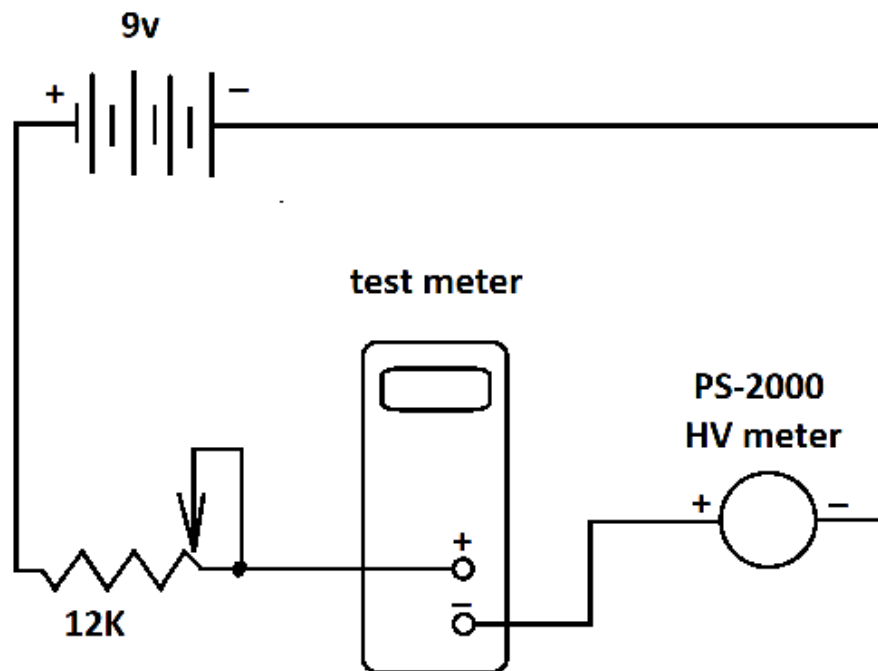 9v
+ –
test meter
PS-2000
HV meter
+ –
+
–
12K